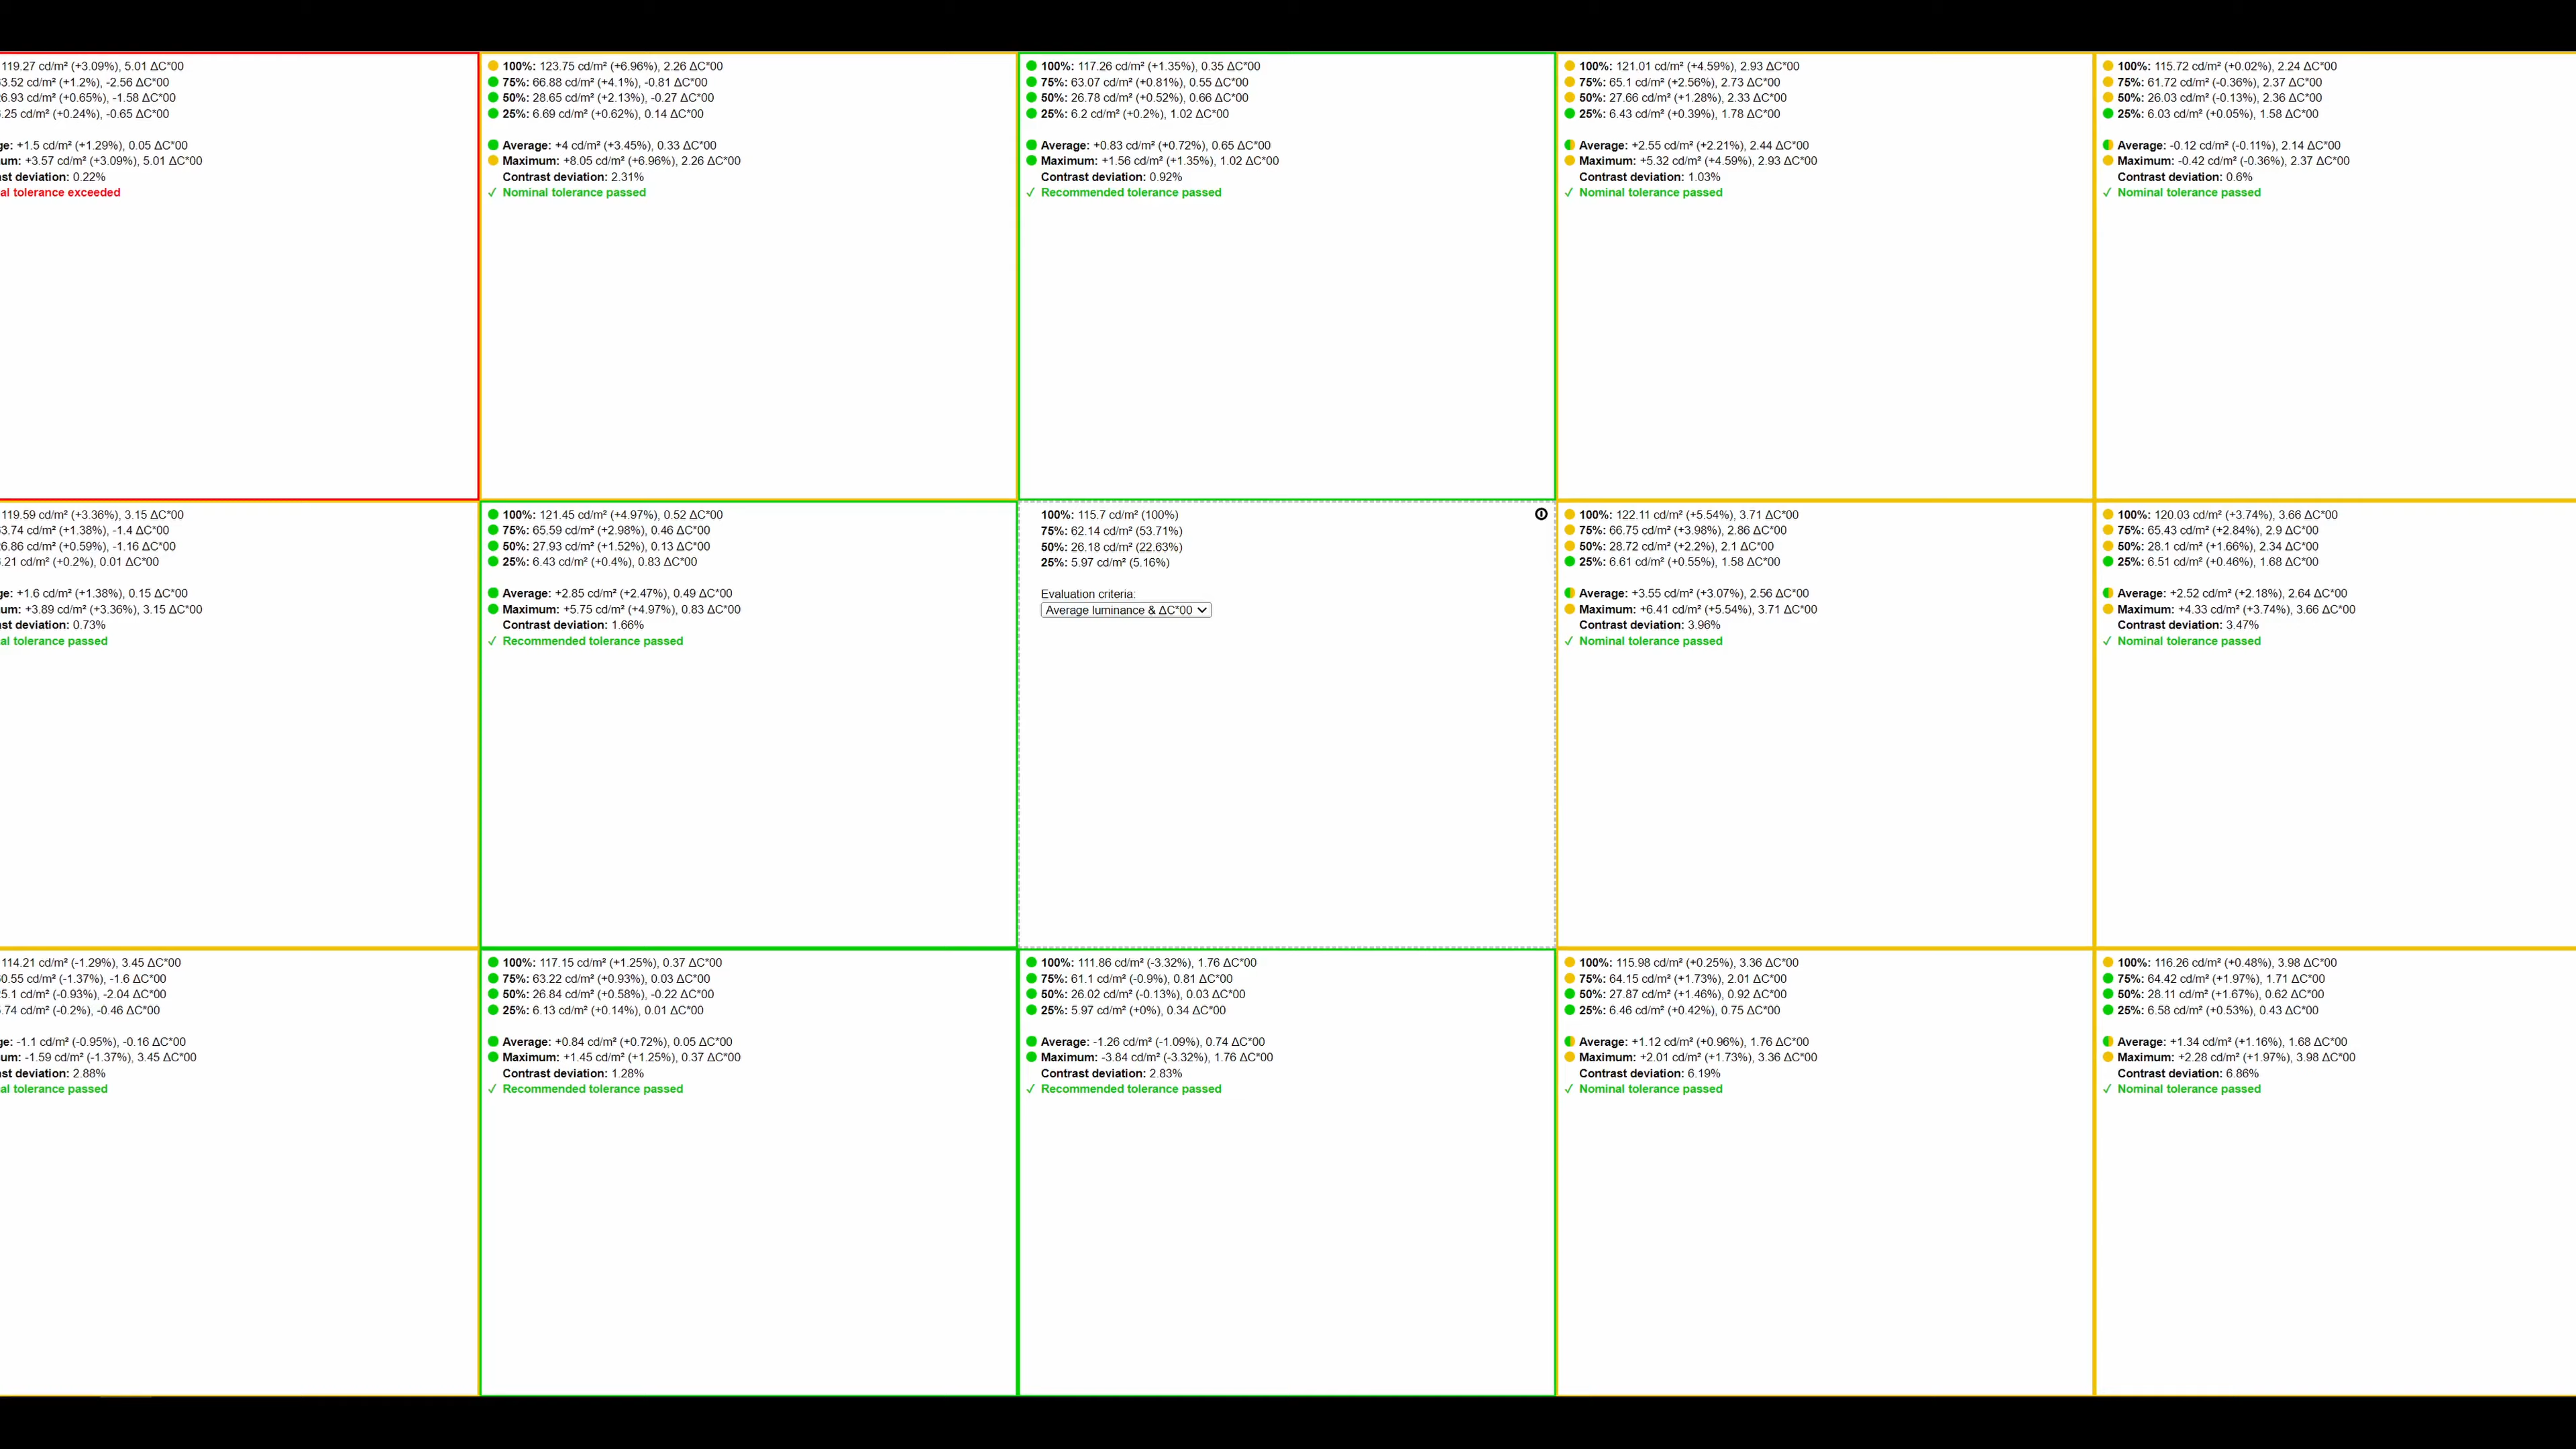 119.27 cd/m² (+3.09%), 5.01 ΔC*00
3.52 cd/m² (+1.2%), -2.56 ΔC*00
6.93 cd/m² (+0.65%), -1.58 ΔC*00
.25 cd/m² (+0.24%), -0.65 ΔC*00
ge: +1.5 cd/m² (+1.29%), 0.05 ΔC*00
um: +3.57 cd/m² (+3.09%), 5.01 ΔC*00
st deviation: 0.22%
al tolerance exceeded
100%: 123.75 cd/m² (+6.96%), 2.26 ΔC*00
75%: 66.88 cd/m² (+4.1%), -0.81 ΔC*00
50%: 28.65 cd/m² (+2.13%), -0.27 ΔC*00
25%: 6.69 cd/m² (+0.62%), 0.14 ΔC*00
Average: +4 cd/m² (+3.45%), 0.33 ΔC*00
Maximum: +8.05 cd/m² (+6.96%), 2.26 ΔC*00
Contrast deviation: 2.31%
✓ Nominal tolerance passed
100%: 117.26 cd/m² (+1.35%), 0.35 ΔC*00
75%: 63.07 cd/m² (+0.81%), 0.55 ΔC*00
50%: 26.78 cd/m² (+0.52%), 0.66 ΔC*00
25%: 6.2 cd/m² (+0.2%), 1.02 ΔC*00
Average: +0.83 cd/m² (+0.72%), 0.65 ΔC*00
Maximum: +1.56 cd/m² (+1.35%), 1.02 ΔC*00
Contrast deviation: 0.92%
✓ Recommended tolerance passed
100%: 121.01 cd/m² (+4.59%), 2.93 ΔC*00
75%: 65.1 cd/m² (+2.56%), 2.73 ΔC*00
50%: 27.66 cd/m² (+1.28%), 2.33 ΔC*00
25%: 6.43 cd/m² (+0.39%), 1.78 ΔC*00
Average: +2.55 cd/m² (+2.21%), 2.44 ΔC*00
Maximum: +5.32 cd/m² (+4.59%), 2.93 ΔC*00
Contrast deviation: 1.03%
✓ Nominal tolerance passed
100%: 115.72 cd/m² (+0.02%), 2.24 ΔC*00
75%: 61.72 cd/m² (-0.36%), 2.37 ΔC*00
50%: 26.03 cd/m² (-0.13%), 2.36 ΔC*00
25%: 6.03 cd/m² (+0.05%), 1.58 ΔC*00
Average: -0.12 cd/m² (-0.11%), 2.14 ΔC*00
Maximum: -0.42 cd/m² (-0.36%), 2.37 ΔC*00
Contrast deviation: 0.6%
✓ Nominal tolerance passed
119.59 cd/m² (+3.36%), 3.15 ΔC*00
3.74 cd/m² (+1.38%), -1.4 ΔC*00
6.86 cd/m² (+0.59%), -1.16 ΔC*00
.21 cd/m² (+0.2%), 0.01 ΔC*00
ge: +1.6 cd/m² (+1.38%), 0.15 ΔC*00
um: +3.89 cd/m² (+3.36%), 3.15 ΔC*00
st deviation: 0.73%
al tolerance passed
100%: 121.45 cd/m² (+4.97%), 0.52 ΔC*00
75%: 65.59 cd/m² (+2.98%), 0.46 ΔC*00
50%: 27.93 cd/m² (+1.52%), 0.13 ΔC*00
25%: 6.43 cd/m² (+0.4%), 0.83 ΔC*00
Average: +2.85 cd/m² (+2.47%), 0.49 ΔC*00
Maximum: +5.75 cd/m² (+4.97%), 0.83 ΔC*00
Contrast deviation: 1.66%
✓ Recommended tolerance passed
100%: 115.7 cd/m² (100%)
75%: 62.14 cd/m² (53.71%)
50%: 26.18 cd/m² (22.63%)
25%: 5.97 cd/m² (5.16%)
Evaluation criteria:
Average luminance & ΔC*00
100%: 122.11 cd/m² (+5.54%), 3.71 ΔC*00
75%: 66.75 cd/m² (+3.98%), 2.86 ΔC*00
50%: 28.72 cd/m² (+2.2%), 2.1 ΔC*00
25%: 6.61 cd/m² (+0.55%), 1.58 ΔC*00
Average: +3.55 cd/m² (+3.07%), 2.56 ΔC*00
Maximum: +6.41 cd/m² (+5.54%), 3.71 ΔC*00
Contrast deviation: 3.96%
✓ Nominal tolerance passed
100%: 120.03 cd/m² (+3.74%), 3.66 ΔC*00
75%: 65.43 cd/m² (+2.84%), 2.9 ΔC*00
50%: 28.1 cd/m² (+1.66%), 2.34 ΔC*00
25%: 6.51 cd/m² (+0.46%), 1.68 ΔC*00
Average: +2.52 cd/m² (+2.18%), 2.64 ΔC*00
Maximum: +4.33 cd/m² (+3.74%), 3.66 ΔC*00
Contrast deviation: 3.47%
✓ Nominal tolerance passed
114.21 cd/m² (-1.29%), 3.45 ΔC*00
0.55 cd/m² (-1.37%), -1.6 ΔC*00
5.1 cd/m² (-0.93%), -2.04 ΔC*00
.74 cd/m² (-0.2%), -0.46 ΔC*00
ge: -1.1 cd/m² (-0.95%), -0.16 ΔC*00
um: -1.59 cd/m² (-1.37%), 3.45 ΔC*00
st deviation: 2.88%
al tolerance passed
100%: 117.15 cd/m² (+1.25%), 0.37 ΔC*00
75%: 63.22 cd/m² (+0.93%), 0.03 ΔC*00
50%: 26.84 cd/m² (+0.58%), -0.22 ΔC*00
25%: 6.13 cd/m² (+0.14%), 0.01 ΔC*00
Average: +0.84 cd/m² (+0.72%), 0.05 ΔC*00
Maximum: +1.45 cd/m² (+1.25%), 0.37 ΔC*00
Contrast deviation: 1.28%
✓ Recommended tolerance passed
100%: 111.86 cd/m² (-3.32%), 1.76 ΔC*00
75%: 61.1 cd/m² (-0.9%), 0.81 ΔC*00
50%: 26.02 cd/m² (-0.13%), 0.03 ΔC*00
25%: 5.97 cd/m² (+0%), 0.34 ΔC*00
Average: -1.26 cd/m² (-1.09%), 0.74 ΔC*00
Maximum: -3.84 cd/m² (-3.32%), 1.76 ΔC*00
Contrast deviation: 2.83%
✓ Recommended tolerance passed
100%: 115.98 cd/m² (+0.25%), 3.36 ΔC*00
75%: 64.15 cd/m² (+1.73%), 2.01 ΔC*00
50%: 27.87 cd/m² (+1.46%), 0.92 ΔC*00
25%: 6.46 cd/m² (+0.42%), 0.75 ΔC*00
Average: +1.12 cd/m² (+0.96%), 1.76 ΔC*00
Maximum: +2.01 cd/m² (+1.73%), 3.36 ΔC*00
Contrast deviation: 6.19%
✓ Nominal tolerance passed
100%: 116.26 cd/m² (+0.48%), 3.98 ΔC*00
75%: 64.42 cd/m² (+1.97%), 1.71 ΔC*00
50%: 28.11 cd/m² (+1.67%), 0.62 ΔC*00
25%: 6.58 cd/m² (+0.53%), 0.43 ΔC*00
Average: +1.34 cd/m² (+1.16%), 1.68 ΔC*00
Maximum: +2.28 cd/m² (+1.97%), 3.98 ΔC*00
Contrast deviation: 6.86%
✓ Nominal tolerance passed